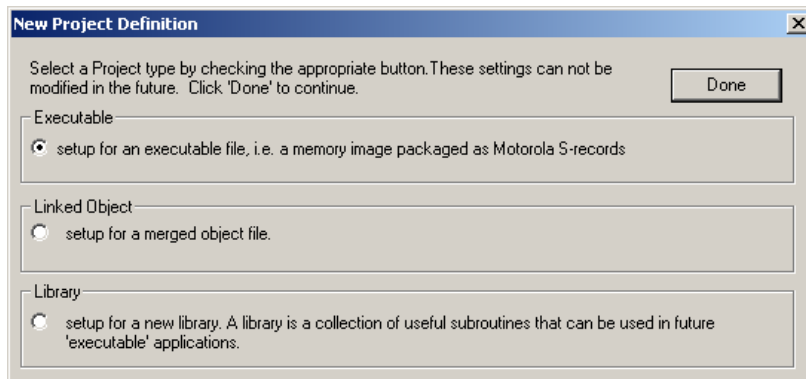 New Project Definition
Select a Project type by checking the appropriate button.These settings can not be
modified in the future. Click 'Done' to continue.
Done
Executable
setup for an executable file, i.e. a memory image packaged as Motorola S-records
Linked Object
setup for a merged object file.
Library
setup for a new library. A library is a collection of useful subroutines that can be used in future
'executable' applications.